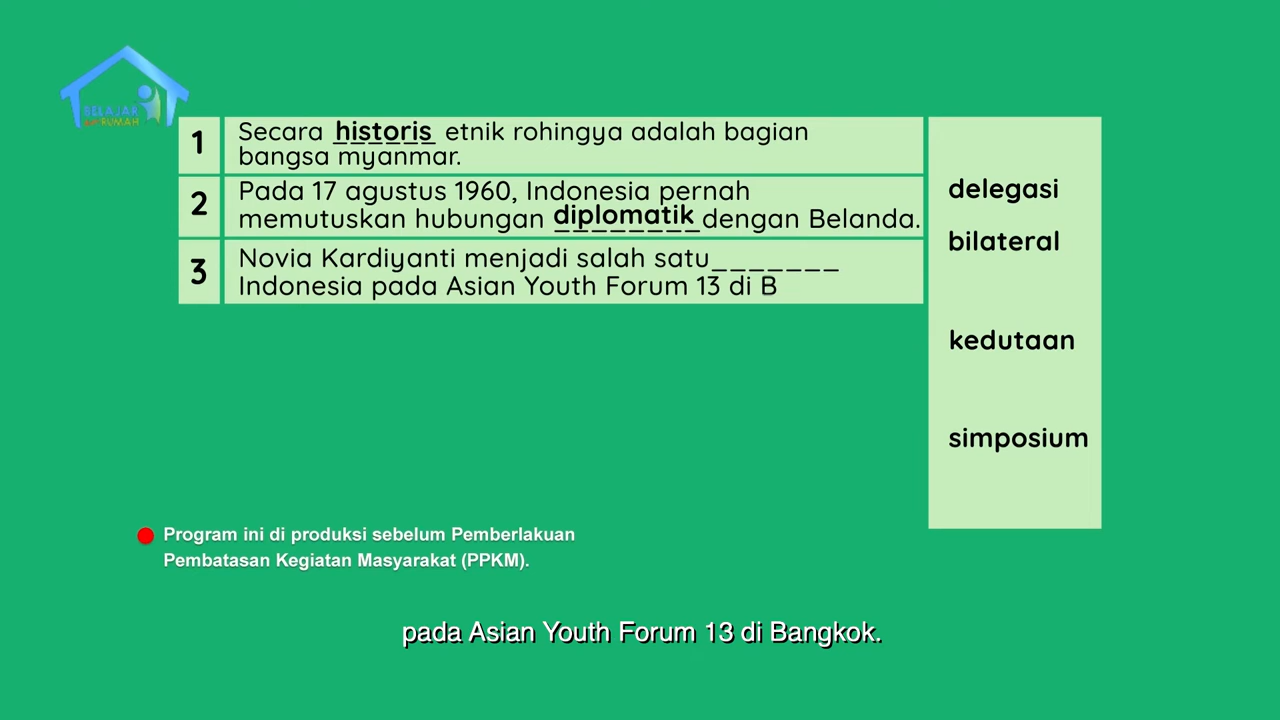 BELAJAR
RUMAH
1
Secara historis etnik rohingya adalah bagian
bangsa myanmar.
2
Pada 17 agustus 1960, Indonesia pernah
memutuskan hubungan diplomatik dengan Belanda.
3
Novia Kardiyanti menjadi salah satu_______
Indonesia pada Asian Youth Forum 13 di B
delegasi
bilateral
kedutaan
simposium
Program ini di produksi sebelum Pemberlakuan
Pembatasan Kegiatan Masyarakat (PPKM).
pada Asian Youth Forum 13 di Bangkok.